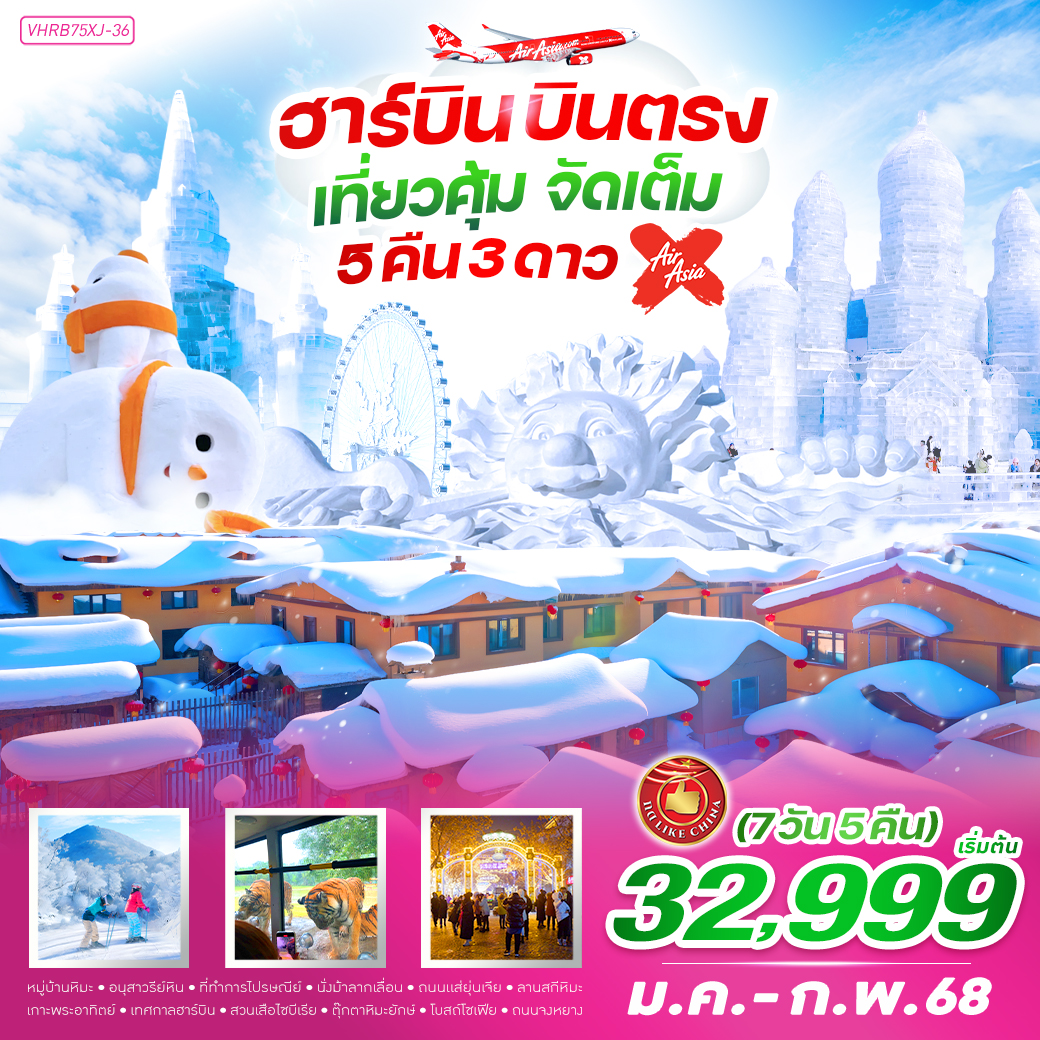 VHRB75XJ-36
Air Asia
AirAsia.com
ฮาร์บิน บินตรง
เที่ยวคุ้ม จัดเต็ม
5 คืน 3 ดาว
Air Asia X
กด LIKE CHINA
(7 วัน 5 คืน)
เริ่มต้น
32,999
ม.ค. - ก.พ. 68
หมู่บ้านหิมะ • อนุสาวรีย์หิน • ที่ทำการไปรษณีย์ • นั่งม้าลากเลื่อน • ถนนแส่ยุ่นเจีย • ลานสกีหิมะ
เกาะพระอาทิตย์ • เทศกาลฮาร์บิน • สวนเสือไซบีเรีย • ตุ๊กตาหิมะยักษ์ • โบสถ์โซเฟีย • ถนนจงหยาง